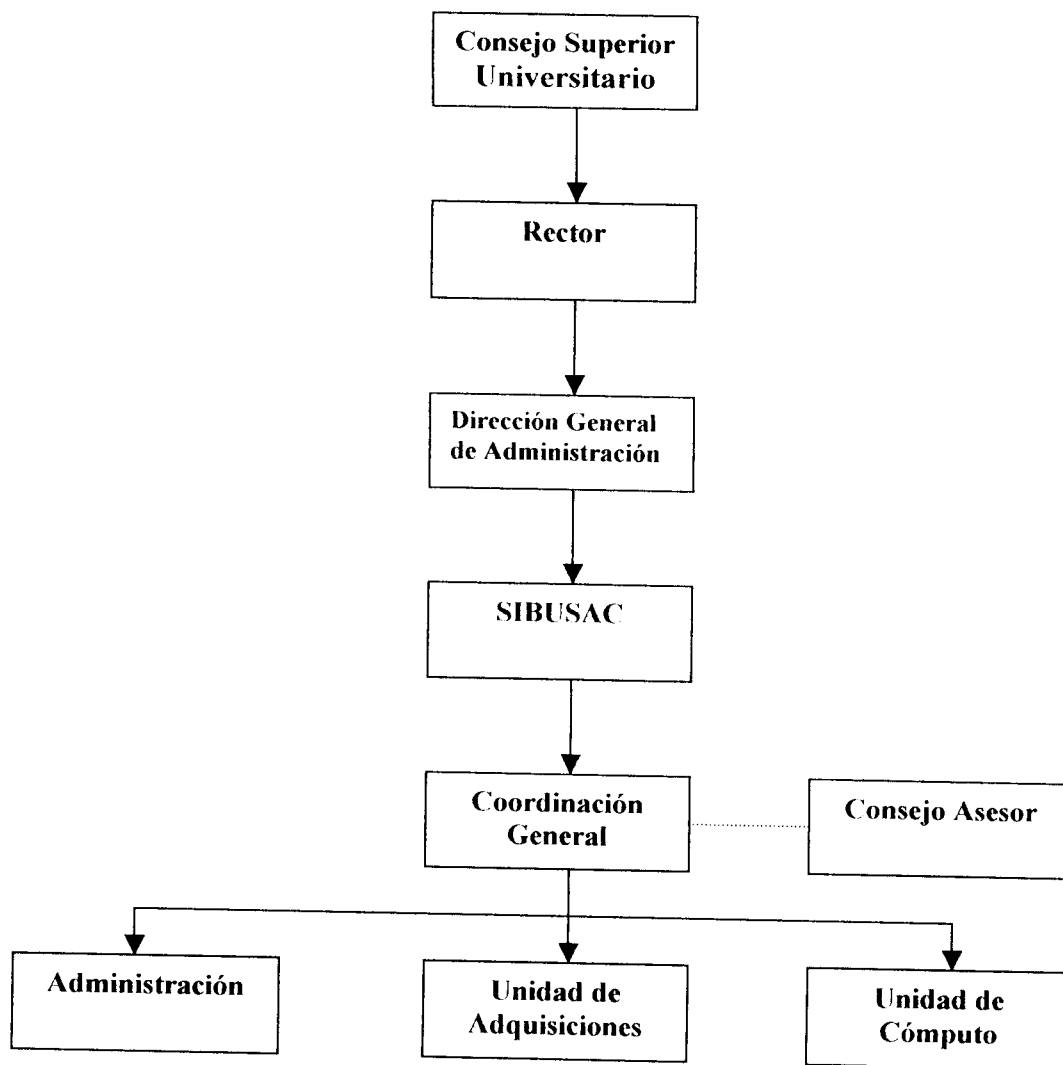 Consejo Superior
Universitario
Rector
Dirección General
de Administración
SIBUSAC
Coordinación
General
Consejo Asesor
Administración
Unidad de
Adquisiciones
Unidad de
Cómputo